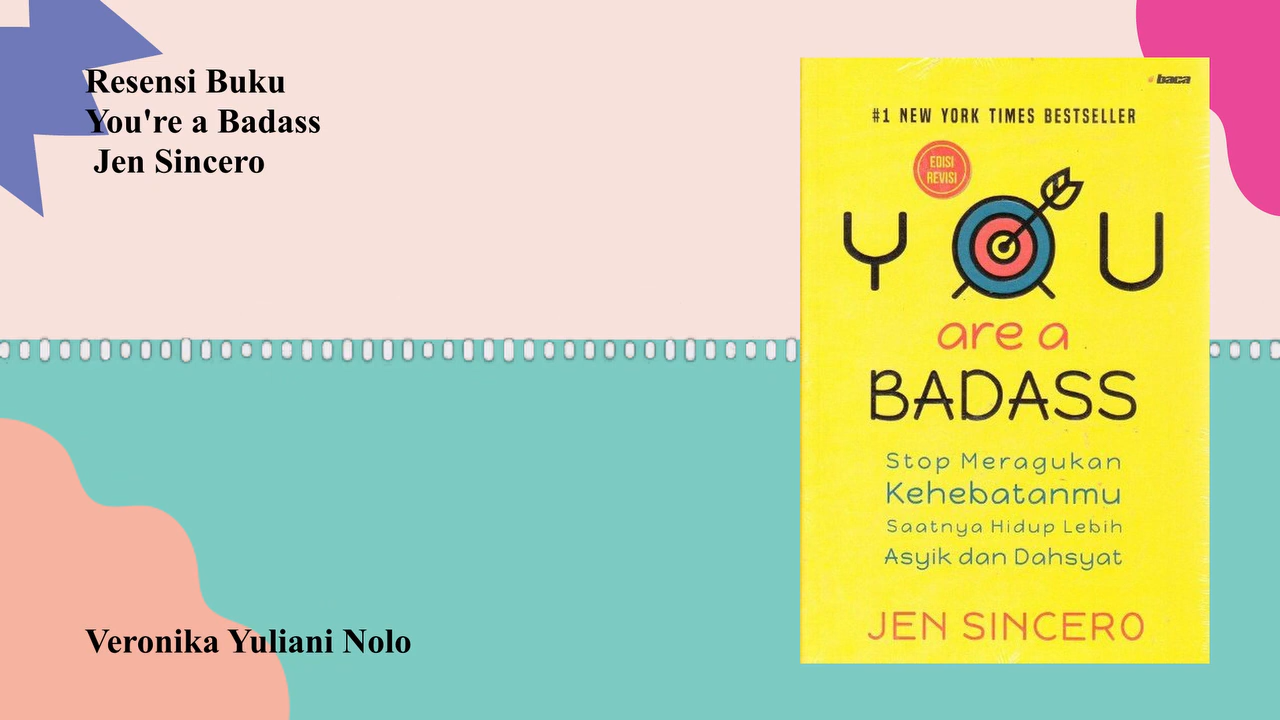 Resensi Buku
You're a Badass
Jen Sincero
Veronika Yuliani Nolo
baca
#1 NEW YORK TIMES BESTSELLER
EDISI
REVISI
YOU
are a
BADASS
Stop Meragukan
Kehebatanmu
Saatnya Hidup Lebih
Asyik dan Dahsyat
JEN SINCERO